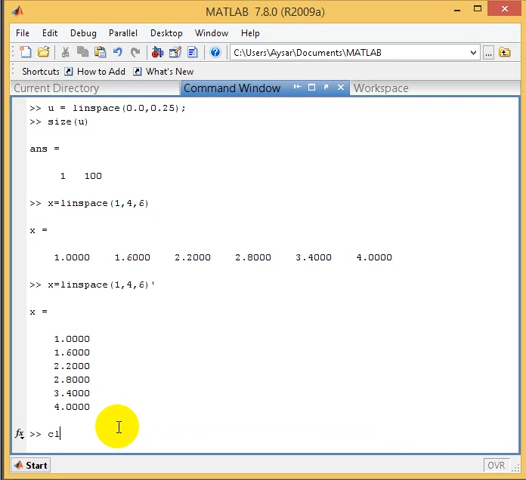 MATLAB 7.8.0 (R2009a)
File Edit Debug Parallel Desktop Window Help
C:\Users\Aysar\Documents\MATLAB ...
Shortcuts How to Add What's New
Current Directory Command Window Workspace
>> u = linspace(0.0,0.25);
>> size(u)
ans =
1 100
>> x=linspace(1,4,6)
x =
1.0000 1.6000 2.2000 2.8000 3.4000 4.0000
>> x=linspace(1,4,6)'
x =
1.0000
1.6000
2.2000
2.8000
3.4000
4.0000
fx >> cl
Start OVR